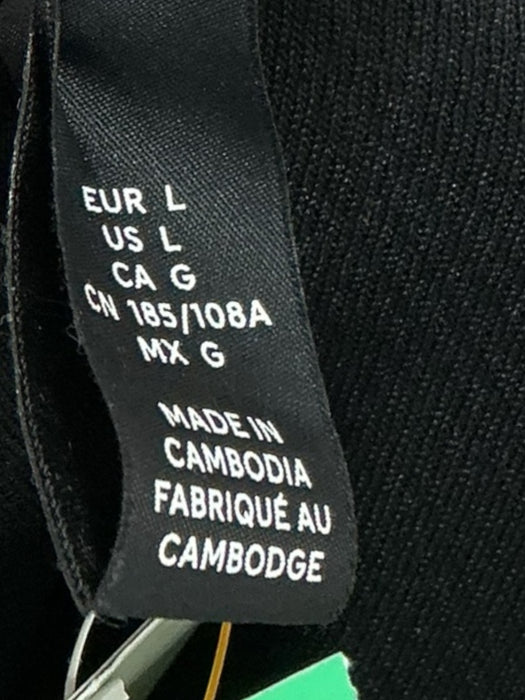 EUR L
US L
CA G
CN 185/108A
MX G
MADE IN
CAMBODIA
FABRIQUÉ AU
CAMBODGE